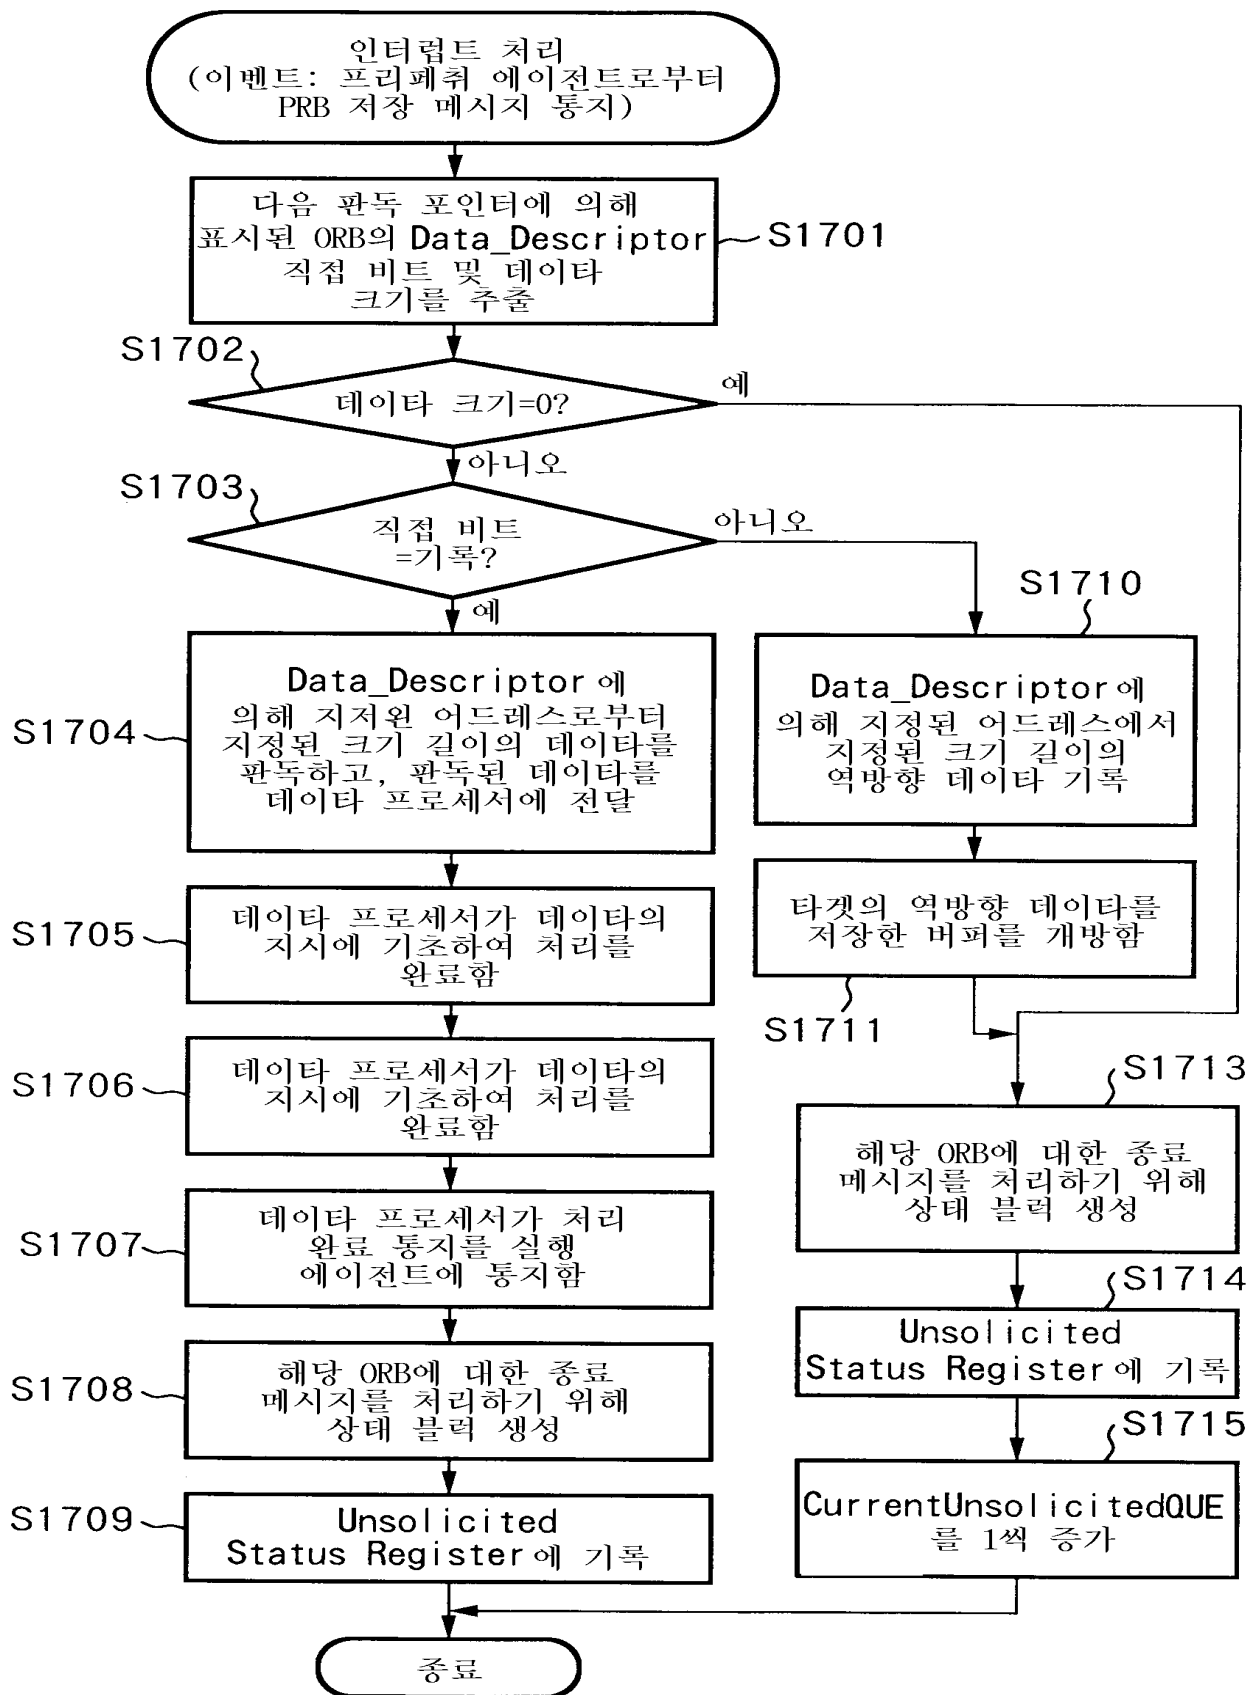 인터럽트 처리
(이벤트: 프리페취 에이전트로부터
PRB 저장 메시지 통지)
다음 판독 포인터에 의해
표시된 ORB의 Data_Descriptor
직접 비트 및 데이타
크기를 추출
S1701
S1702
데이타 크기=0?
예
아니오
S1703
직접 비트
=기록?
아니오
예
S1710
Data_Descriptor에
의해 지저왼 어드레스로부터
지정된 크기 길이의 데이타를
판독하고, 판독된 데이타를
데이타 프로세서에 전달
S1704
Data_Descriptor에
의해 지정된 어드레스에서
지정된 크기 길이의
역방향 데이타 기록
S1705
데이타 프로세서가 데이타의
지시에 기초하여 처리를
완료함
타겟의 역방향 데이타를
저장한 버퍼를 개방함
S1711
S1706
데이타 프로세서가 데이타의
지시에 기초하여 처리를
완료함
S1713
해당 ORB에 대한 종료
메시지를 처리하기 위해
상태 블럭 생성
S1707
데이타 프로세서가 처리
완료 통지를 실행
에이전트에 통지함
S1714
Unsolicited
Status Register에 기록
S1708
해당 ORB에 대한 종료
메시지를 처리하기 위해
상태 블럭 생성
S1715
CurrentUnsolicitedQUE
를 1씩 증가
S1709
Unsolicited
Status Register에 기록
종료